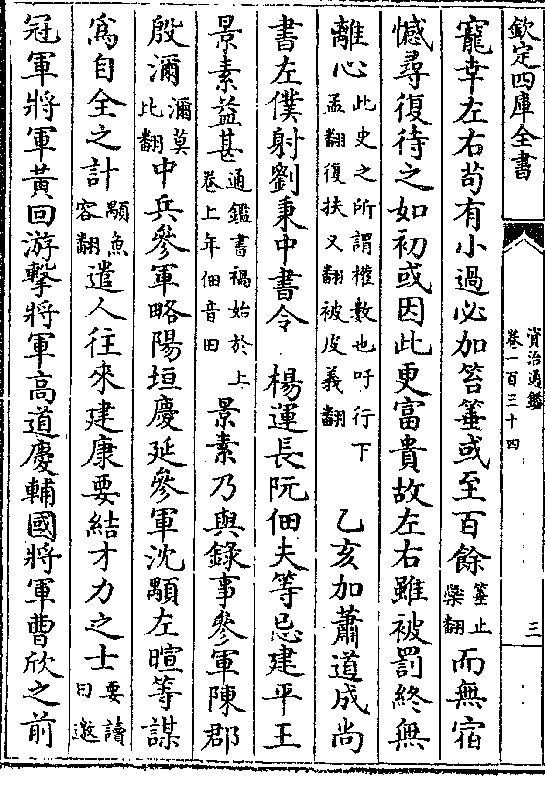 欽定四庫全書
資治通鑑
卷一百三十四
三
寵幸左右苟有小過必加笞箠或至百餘箠止橤翻而無宿
憾尋復待之如初或因此更富貴故左右雖被罰終無
離心此史之所謂權數也吁行下孟翻復扶又翻被皮義翻 乙亥加蕭道成尚
書左僕射劉秉中書令 楊運長阮佃夫等忌建平王
景素益甚通鑑書禍始於上卷上年佃音田 景素乃與錄事參軍陳郡
殷濔濔莫比翻中兵參軍略陽垣慶延參軍沈顒左暄等謀
為自全之計顒魚容翻遣人往來建康要結才力之士要讀曰邀
冠軍將軍黃回游擊將軍高道慶輔國將軍曹欣之前